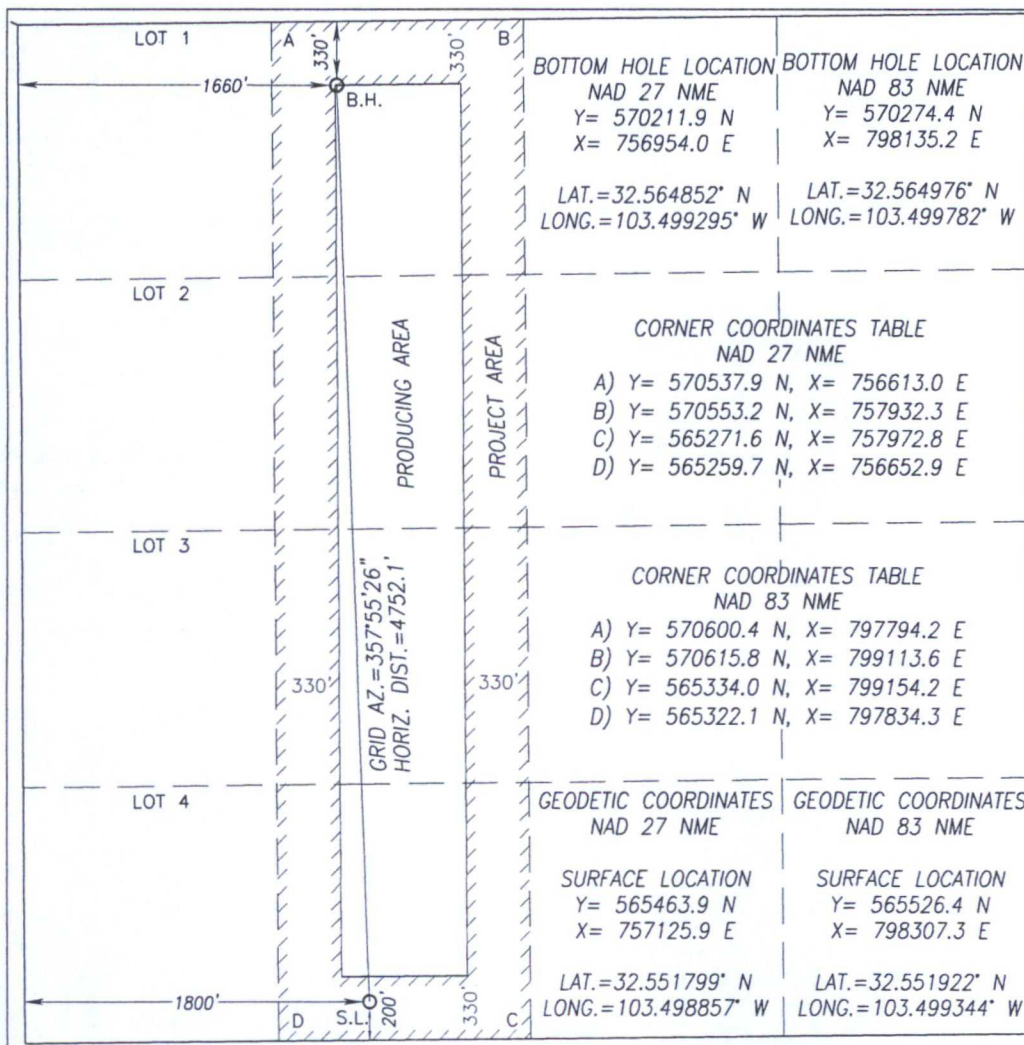 LOT 1
A
330'
330'
B
1660'
B.H.
BOTTOM HOLE LOCATION
NAD 27 NME
Y= 570211.9 N
X= 756954.0 E
LAT.=32.564852° N
LONG.=103.499295° W
BOTTOM HOLE LOCATION
NAD 83 NME
Y= 570274.4 N
X= 798135.2 E
LAT.=32.564976° N
LONG.=103.499782° W
LOT 2
PRODUCING AREA
PROJECT AREA
CORNER COORDINATES TABLE
NAD 27 NME
A) Y= 570537.9 N, X= 756613.0 E
B) Y= 570553.2 N, X= 757932.3 E
C) Y= 565271.6 N, X= 757972.8 E
D) Y= 565259.7 N, X= 756652.9 E
LOT 3
330'
GRID AZ.=357°55'26"
HORIZ. DIST.=4752.1'
330'
CORNER COORDINATES TABLE
NAD 83 NME
A) Y= 570600.4 N, X= 797794.2 E
B) Y= 570615.8 N, X= 799113.6 E
C) Y= 565334.0 N, X= 799154.2 E
D) Y= 565322.1 N, X= 797834.3 E
LOT 4
GEODETIC COORDINATES
NAD 27 NME
SURFACE LOCATION
Y= 565463.9 N
X= 757125.9 E
LAT.=32.551799° N
LONG.=103.498857° W
GEODETIC COORDINATES
NAD 83 NME
SURFACE LOCATION
Y= 565526.4 N
X= 798307.3 E
LAT.=32.551922° N
LONG.=103.499344° W
1800'
D
S.L.
200'
330'
C